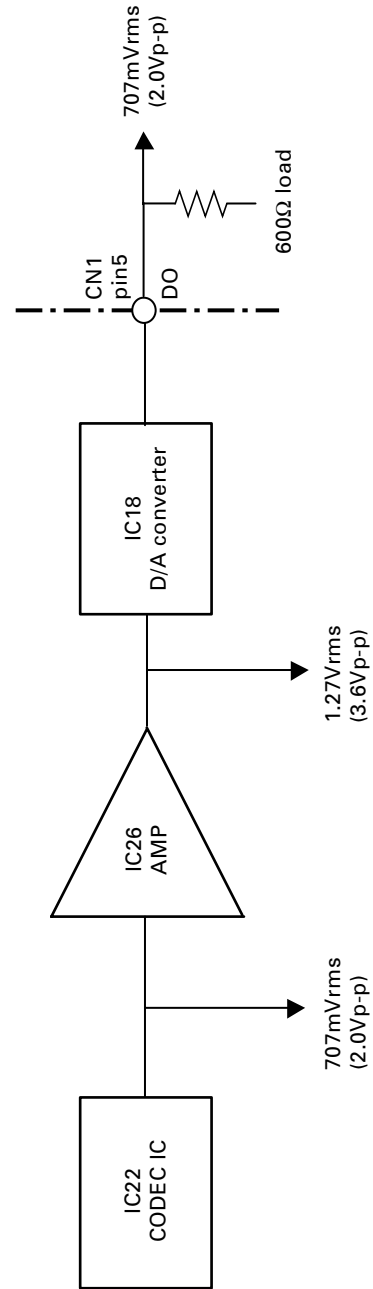 IC22
CODEC IC
707mVrms
(2.0Vp-p)
IC26
AMP
1.27Vrms
(3.6Vp-p)
IC18
D/A converter
CN1
pin5
DO
600Ω load
707mVrms
(2.0Vp-p)